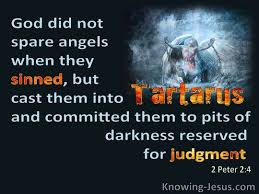 God did not
spare angels
when they
sinned, but
cast them into Tartarus
and committed them to pits of
darkness reserved
for judgment
2 Peter 2:4
Knowing-Jesus.com